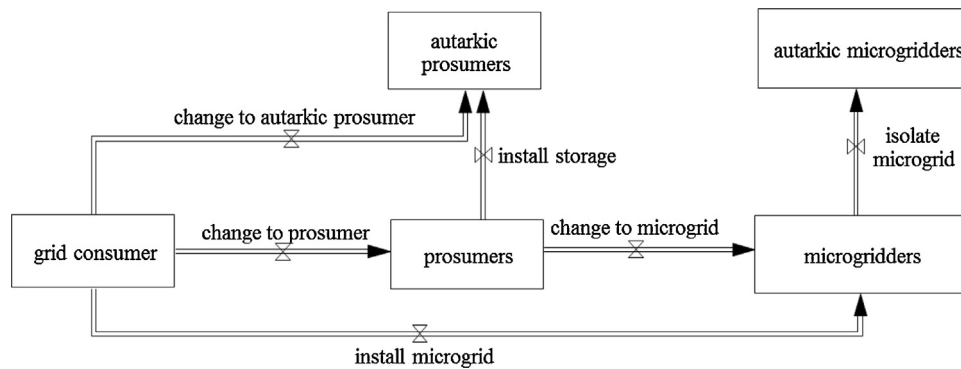 autarkic
prosumers
autarkic microgridders
change to autarkic prosumer
install storage
isolate
microgrid
grid consumer
change to prosumer
prosumers
change to microgrid
microgridders
install microgrid